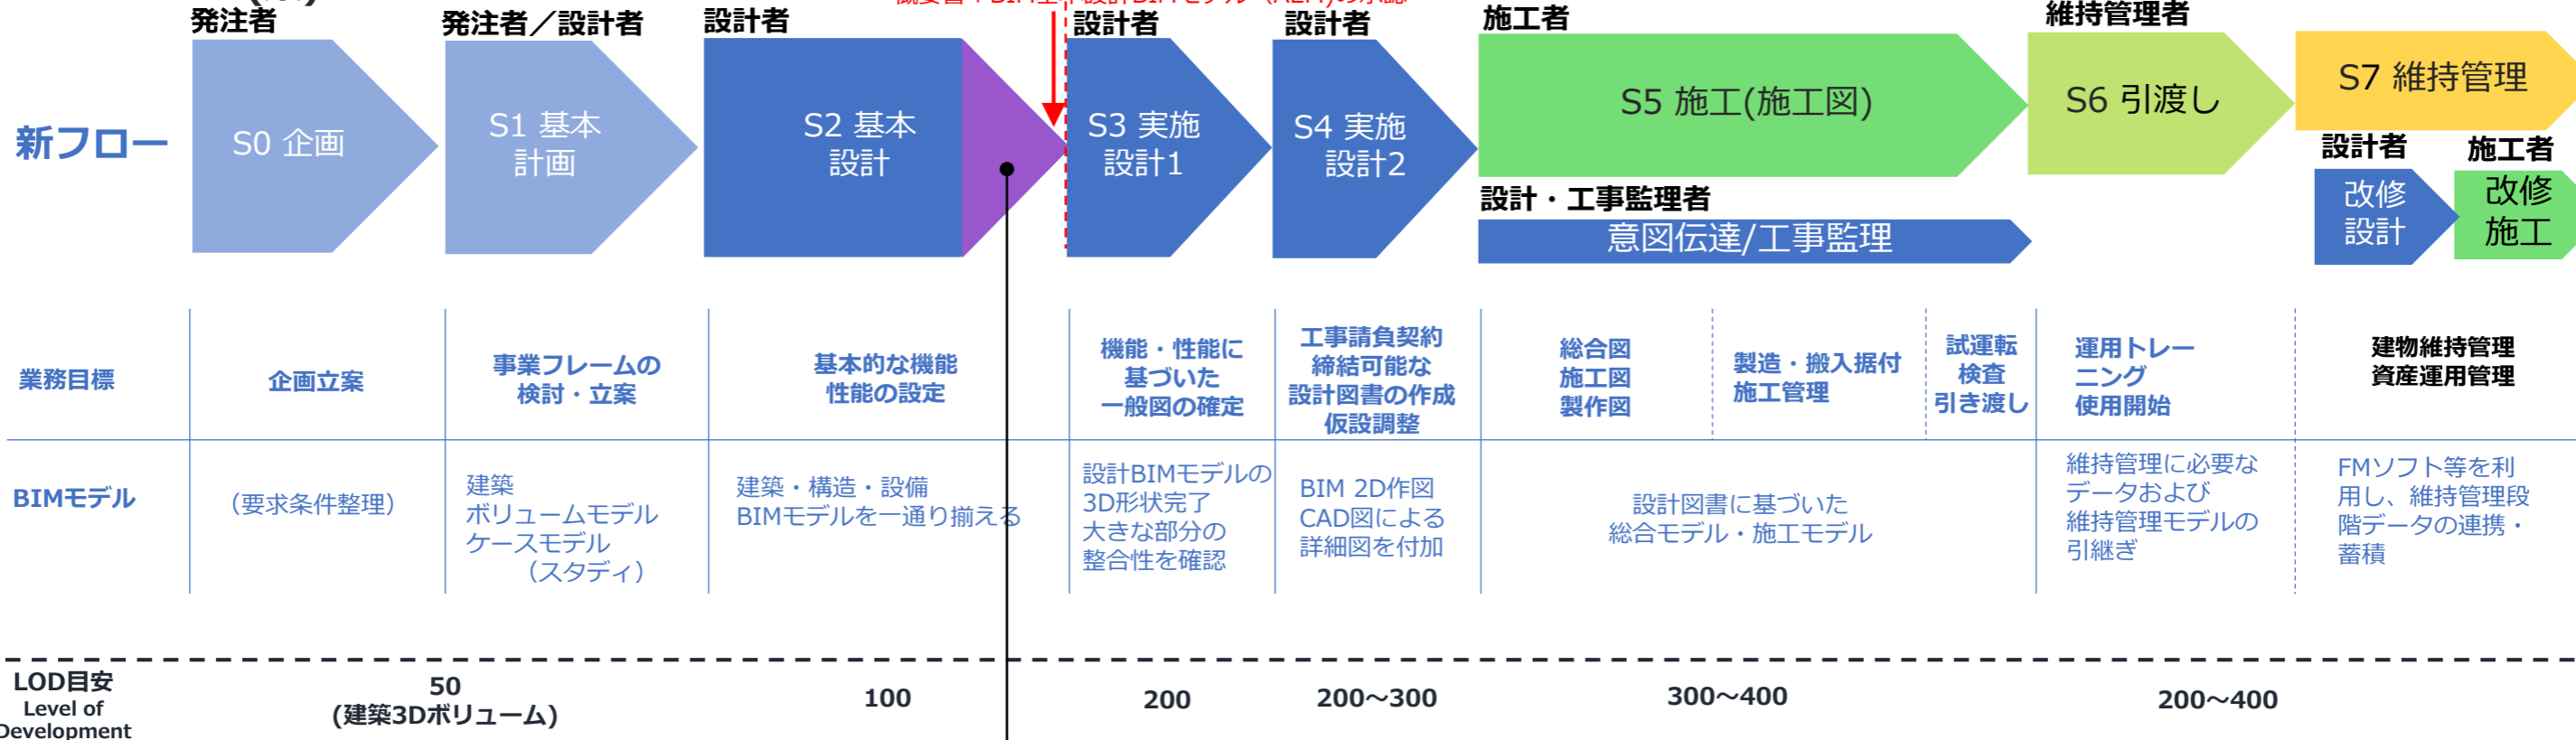 発注者
発注者／設計者
設計者
設計者
設計者
施工者
維持管理者
新フロー
S0 企画
S1 基本
計画
S2 基本
設計
S3 実施
設計1
S4 実施
設計2
S5 施工(施工図)
S6 引渡し
S7 維持管理
設計・工事監理者
意図伝達/工事監理
設計者
施工者
改修
設計
改修
施工
業務目標
企画立案
事業フレームの
検討・立案
基本的な機能
性能の設定
機能・性能に
基づいた
一般図の確定
工事請負契約
締結可能な
設計図書の作成
仮設調整
総合図
施工図
製作図
製造・搬入据付
施工管理
試運転
検査
引き渡し
運用トレー
ニング
使用開始
建物維持管理
資産運用管理
BIMモデル
（要求条件整理）
建築
ボリュームモデル
ケースモデル
（スタディ）
建築・構造・設備
BIMモデルを一通り揃える
設計BIMモデルの
3D形状完了
大きな部分の
整合性を確認
BIM 2D作図
CAD図による
詳細図を付加
設計図書に基づいた
総合モデル・施工モデル
維持管理に必要な
データおよび
維持管理モデルの
引継ぎ
FMソフト等を利
用し、維持管理段
階データの連携・
蓄積
LOD目安
Level of
Development
50
(建築3Dボリューム)
100
200
200～300
300～400
200～400